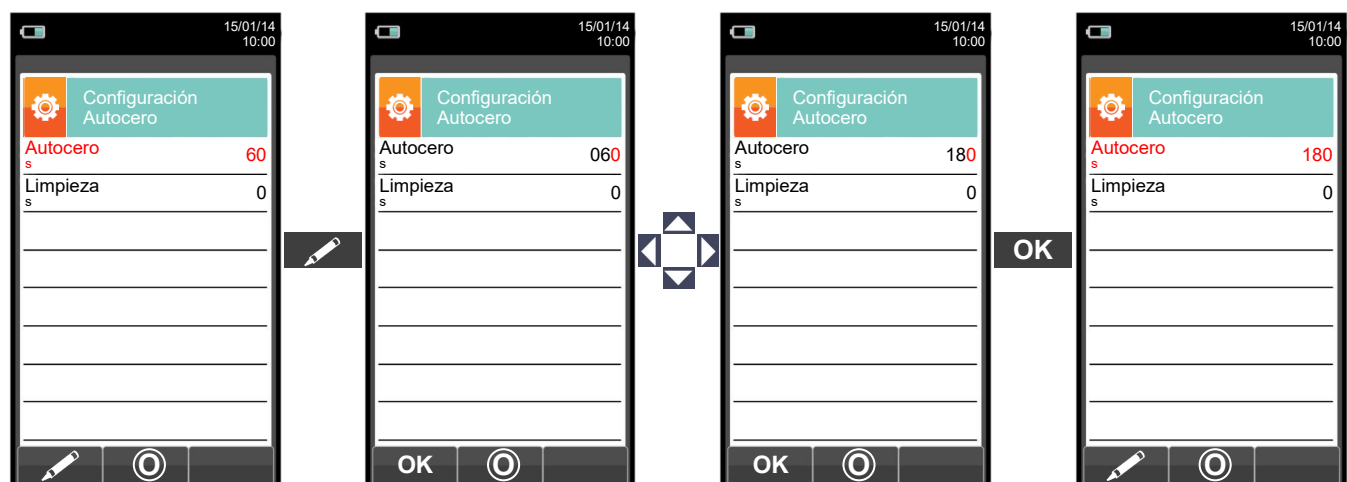 15/01/14
10:00
Configuración
Autocero
Autocero
s
60
Limpieza
s
0
O
15/01/14
10:00
Configuración
Autocero
Autocero
s
060
Limpieza
s
0
OK
O
15/01/14
10:00
Configuración
Autocero
Autocero
s
180
Limpieza
s
0
OK
O
OK
15/01/14
10:00
Configuración
Autocero
Autocero
s
180
Limpieza
s
0
O